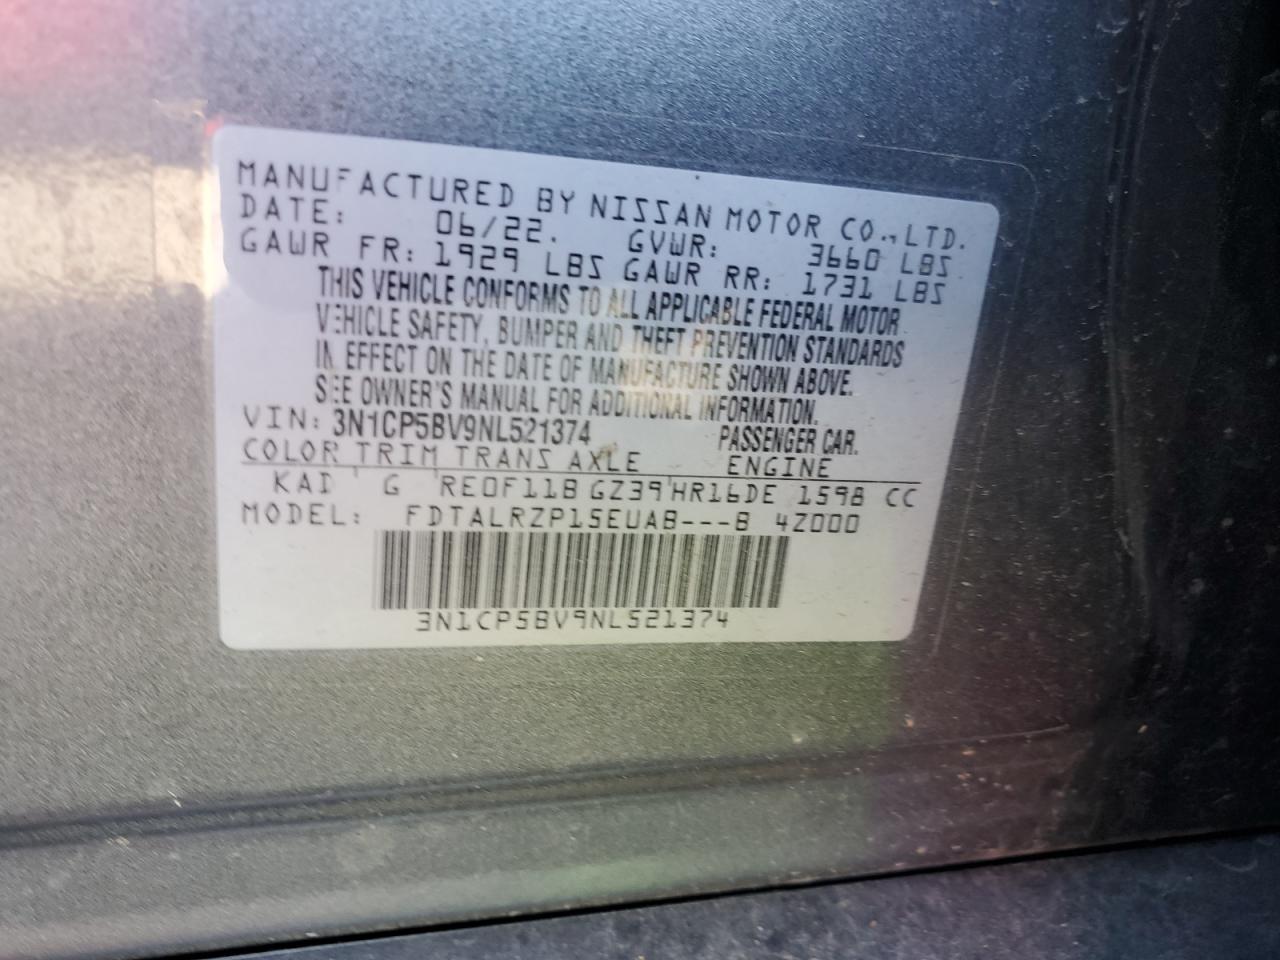 MANUFACTURED BY NISSAN MOTOR CO., LTD.
DATE: 06/22. GVWR: 3660 LBS
GAWR FR: 1929 LBS GAWR RR: 1731 LBS
THIS VEHICLE CONFORMS TO ALL APPLICABLE FEDERAL MOTOR
VEHICLE SAFETY, BUMPER AND THEFT PREVENTION STANDARDS
IN EFFECT ON THE DATE OF MANUFACTURE SHOWN ABOVE.
SEE OWNER'S MANUAL FOR ADDITIONAL INFORMATION.
VIN: 3N1CP5BV9NL521374 PASSENGER CAR.
COLOR TRIM TRANS AXLE ENGINE
KAD G RE0F11B GZ39 HR16DE 1598 CC
MODEL: FDTALRZP15EUAB---B 4Z000
3N1CP5BV9NL521374